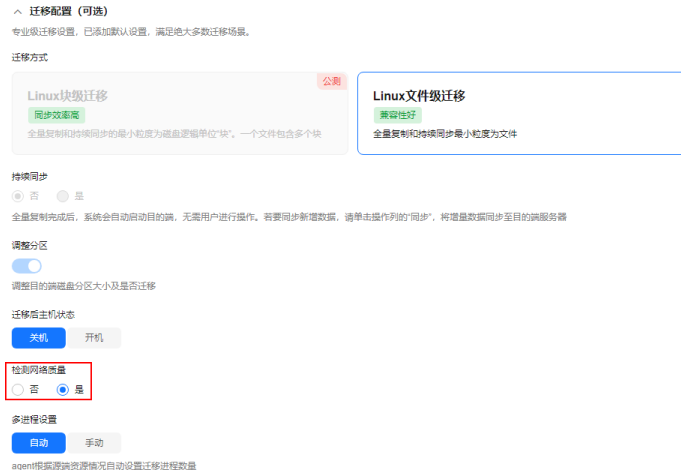 迁移配置（可选）
专业级迁移设置，已添加默认设置，满足绝大多数迁移场景。
迁移方式
公测
Linux块级迁移
同步效率高
全量复制和持续同步的最小粒度为磁盘逻辑单位“块”。一个文件包含多个块
Linux文件级迁移
兼容性好
全量复制和持续同步最小粒度为文件
持续同步
否 是
全量复制完成后，系统会自动启动目的端，无需用户进行操作。若要同步新增数据，请单击操作列的“同步”，将增量数据同步至目的端服务器
调整分区
调整目的端磁盘分区大小及是否迁移
迁移后主机状态
关机 开机
检测网络质量
否 是
多进程设置
自动 手动
agent根据源端资源情况自动设置迁移进程数量